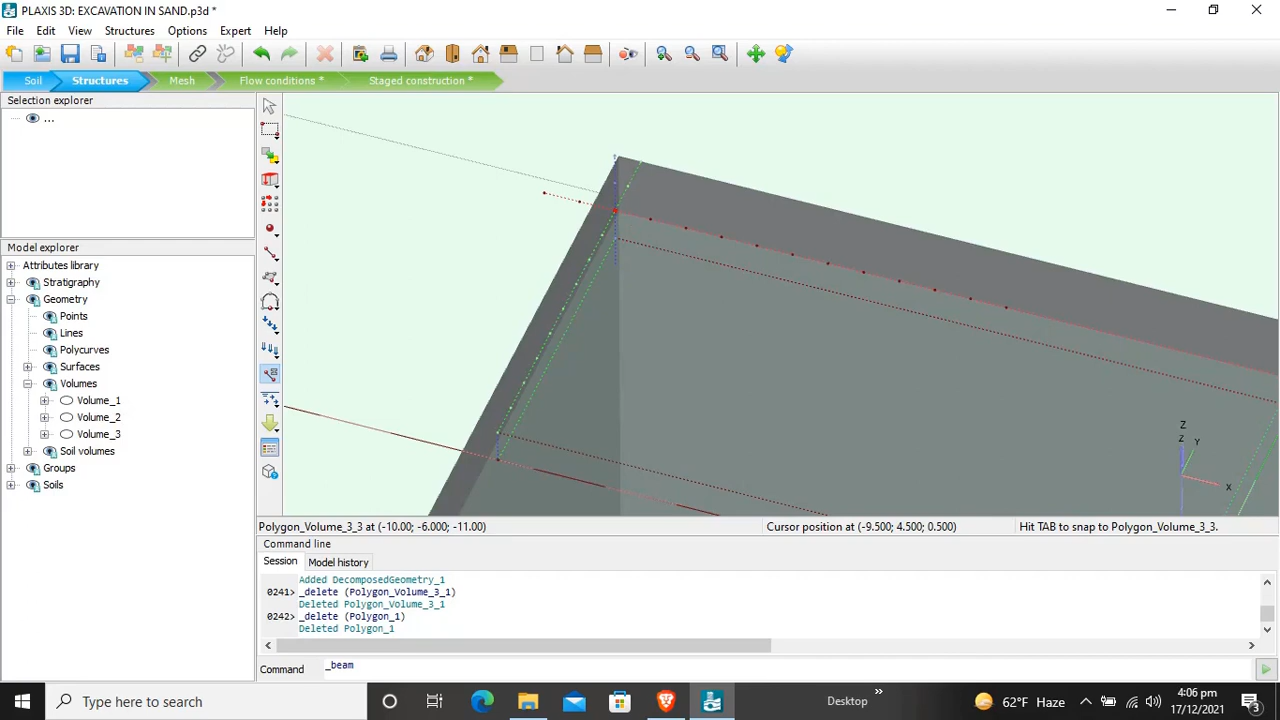 PLAXIS 3D: EXCAVATION IN SAND.p3d *
File Edit View Structures Options Expert Help
Soil Structures Mesh Flow conditions * Staged construction *
Selection explorer
...
Model explorer
Attributes library
Stratigraphy
Geometry
Points
Lines
Polycurves
Surfaces
Volumes
Volume_1
Volume_2
Volume_3
Soil volumes
Groups
Soils
Z
Z Y
X
Polygon_Volume_3_3 at (-10.00; -6.000; -11.00) Cursor position at (-9.500; 4.500; 0.500) Hit TAB to snap to Polygon_Volume_3_3.
Command line
Session Model history
Added DecomposedGeometry_1
0241> _delete (Polygon_Volume_3_1)
Deleted Polygon_Volume_3_1
0242> _delete (Polygon_1)
Deleted Polygon_1
Command _beam
Type here to search Desktop » 62°F Haze 4:06 pm
17/12/2021
3